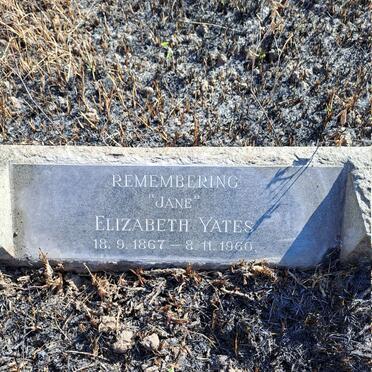 REMEMBERING
"JANE"
ELIZABETH YATES
18.9.1867 — 8.11.1960.